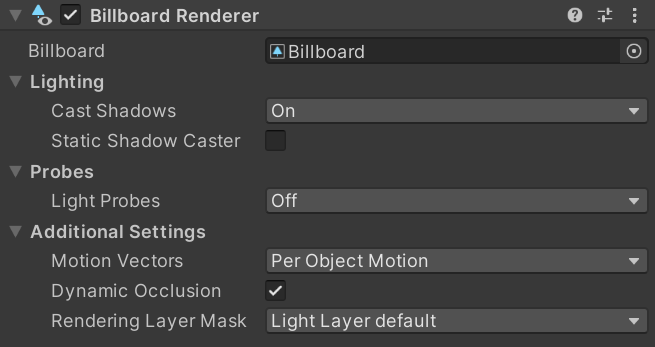 Billboard Renderer
Billboard Billboard
Lighting
Cast Shadows On
Static Shadow Caster
Probes
Light Probes Off
Additional Settings
Motion Vectors Per Object Motion
Dynamic Occlusion
Rendering Layer Mask Light Layer default